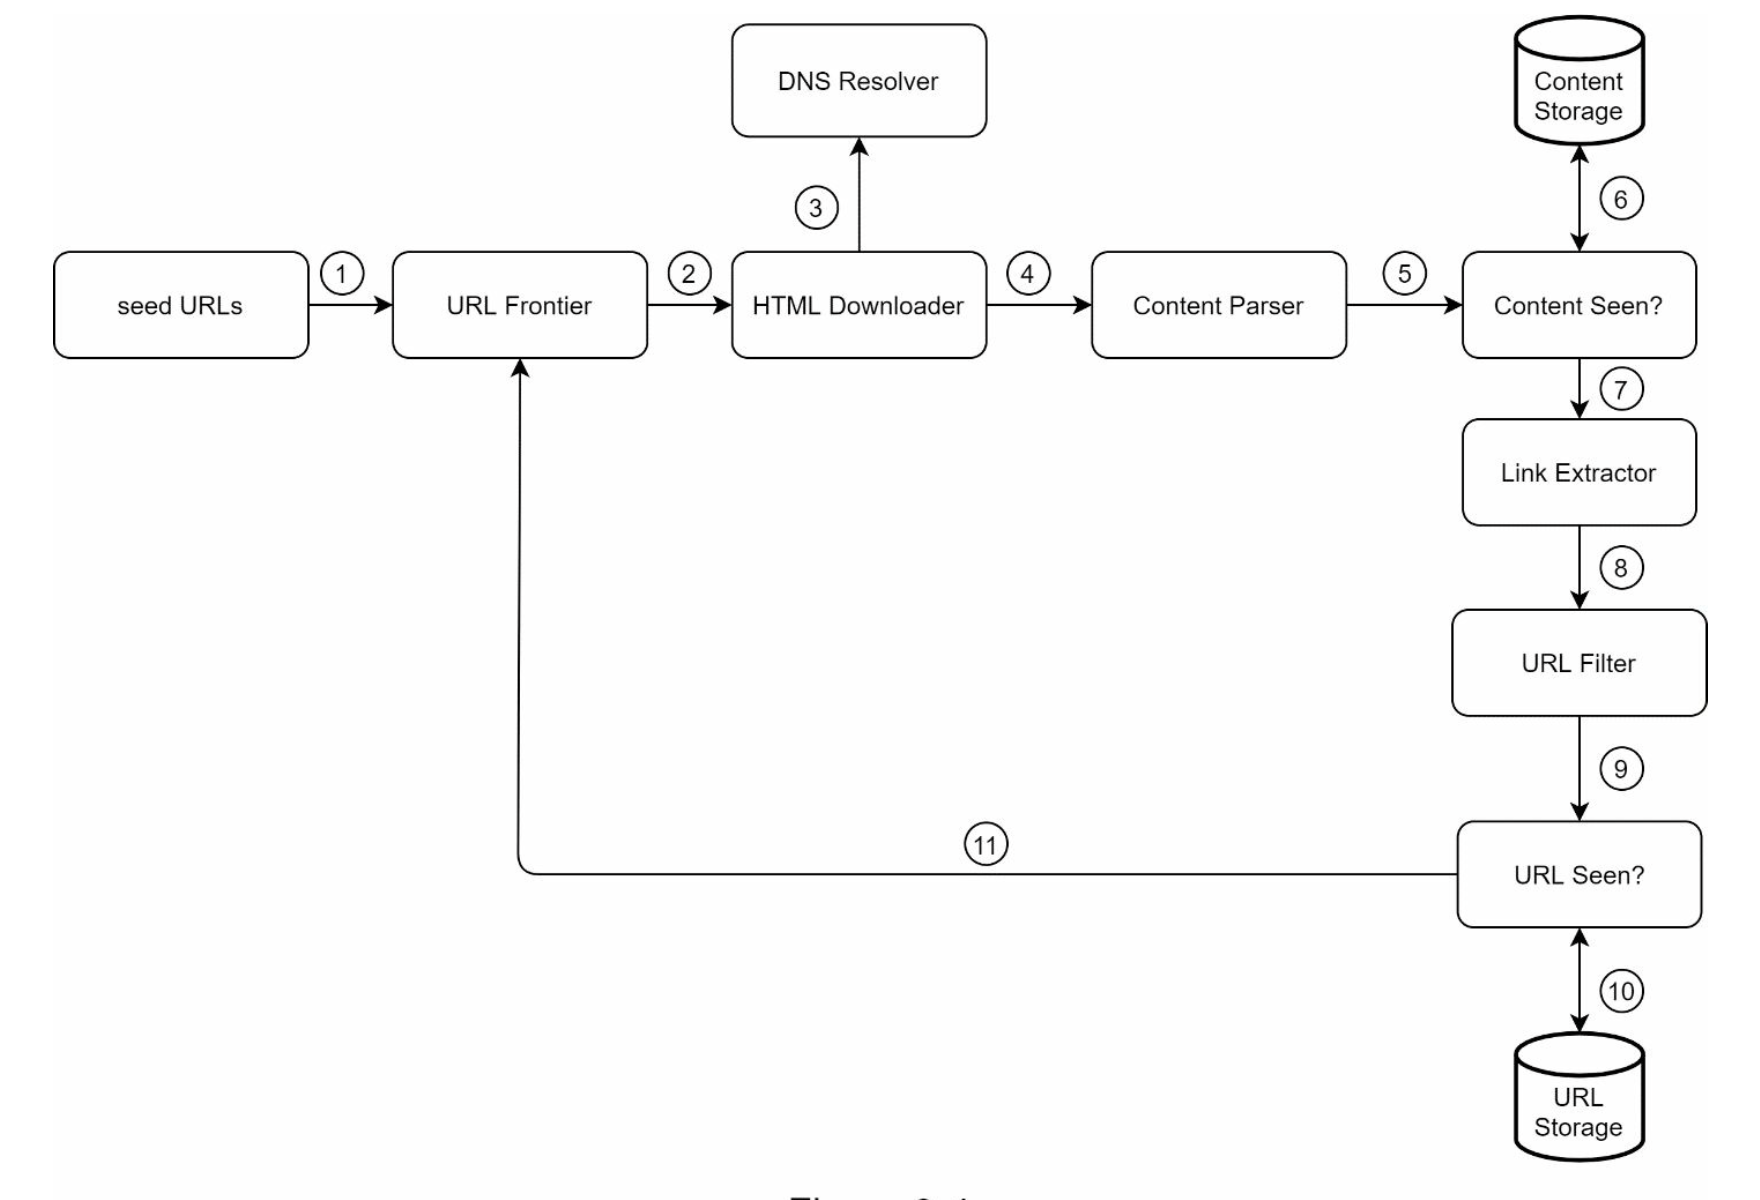 DNS Resolver
Content
Storage
3
6
seed URLs
1
URL Frontier
2
HTML Downloader
4
Content Parser
5
Content Seen?
7
Link Extractor
8
URL Filter
9
11
URL Seen?
10
URL
Storage